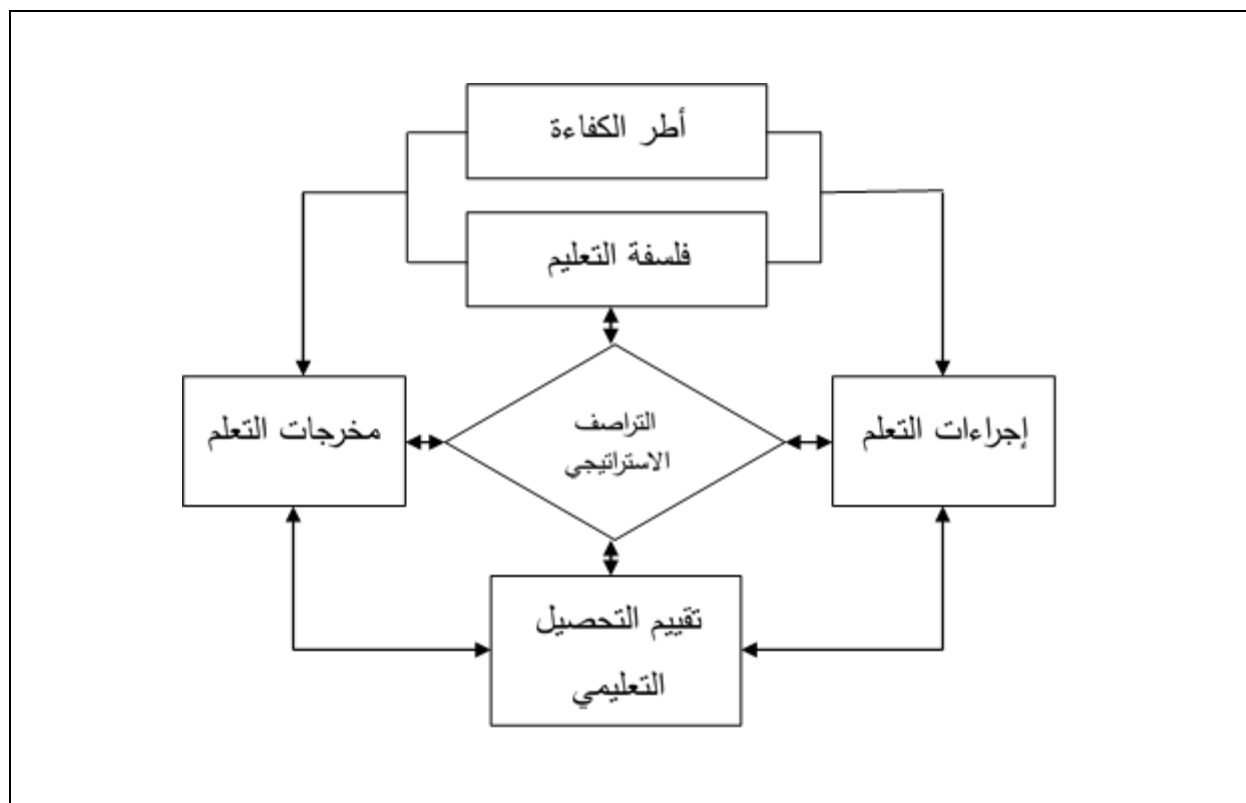 أطر الكفاءة
فلسفة التعليم
إجراءات التعلم
التراصف
الاستراتيجي
مخرجات التعلم
تقييم التحصيل
التعليمي